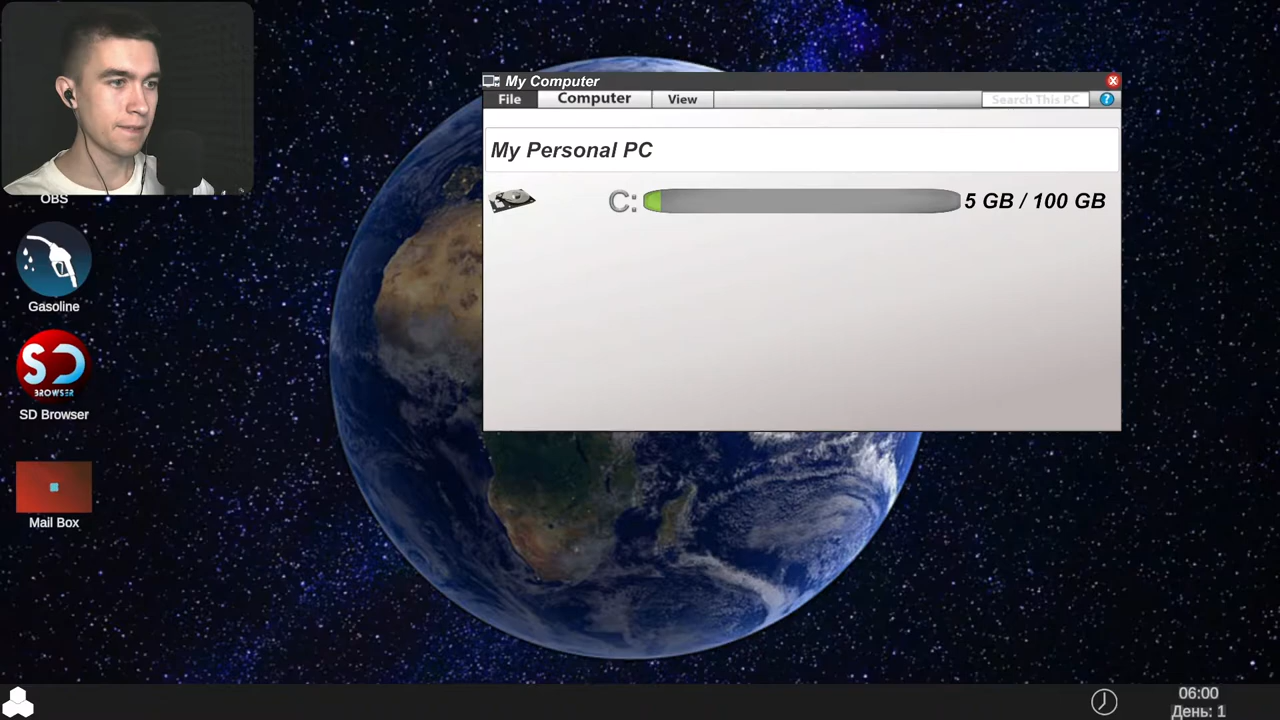 My Computer
File Computer View Search This PC ?
My Personal PC
C: 5 GB / 100 GB
OBS
Gasoline
SD
BROWSER
SD Browser
Mail Box
06:00
День: 1